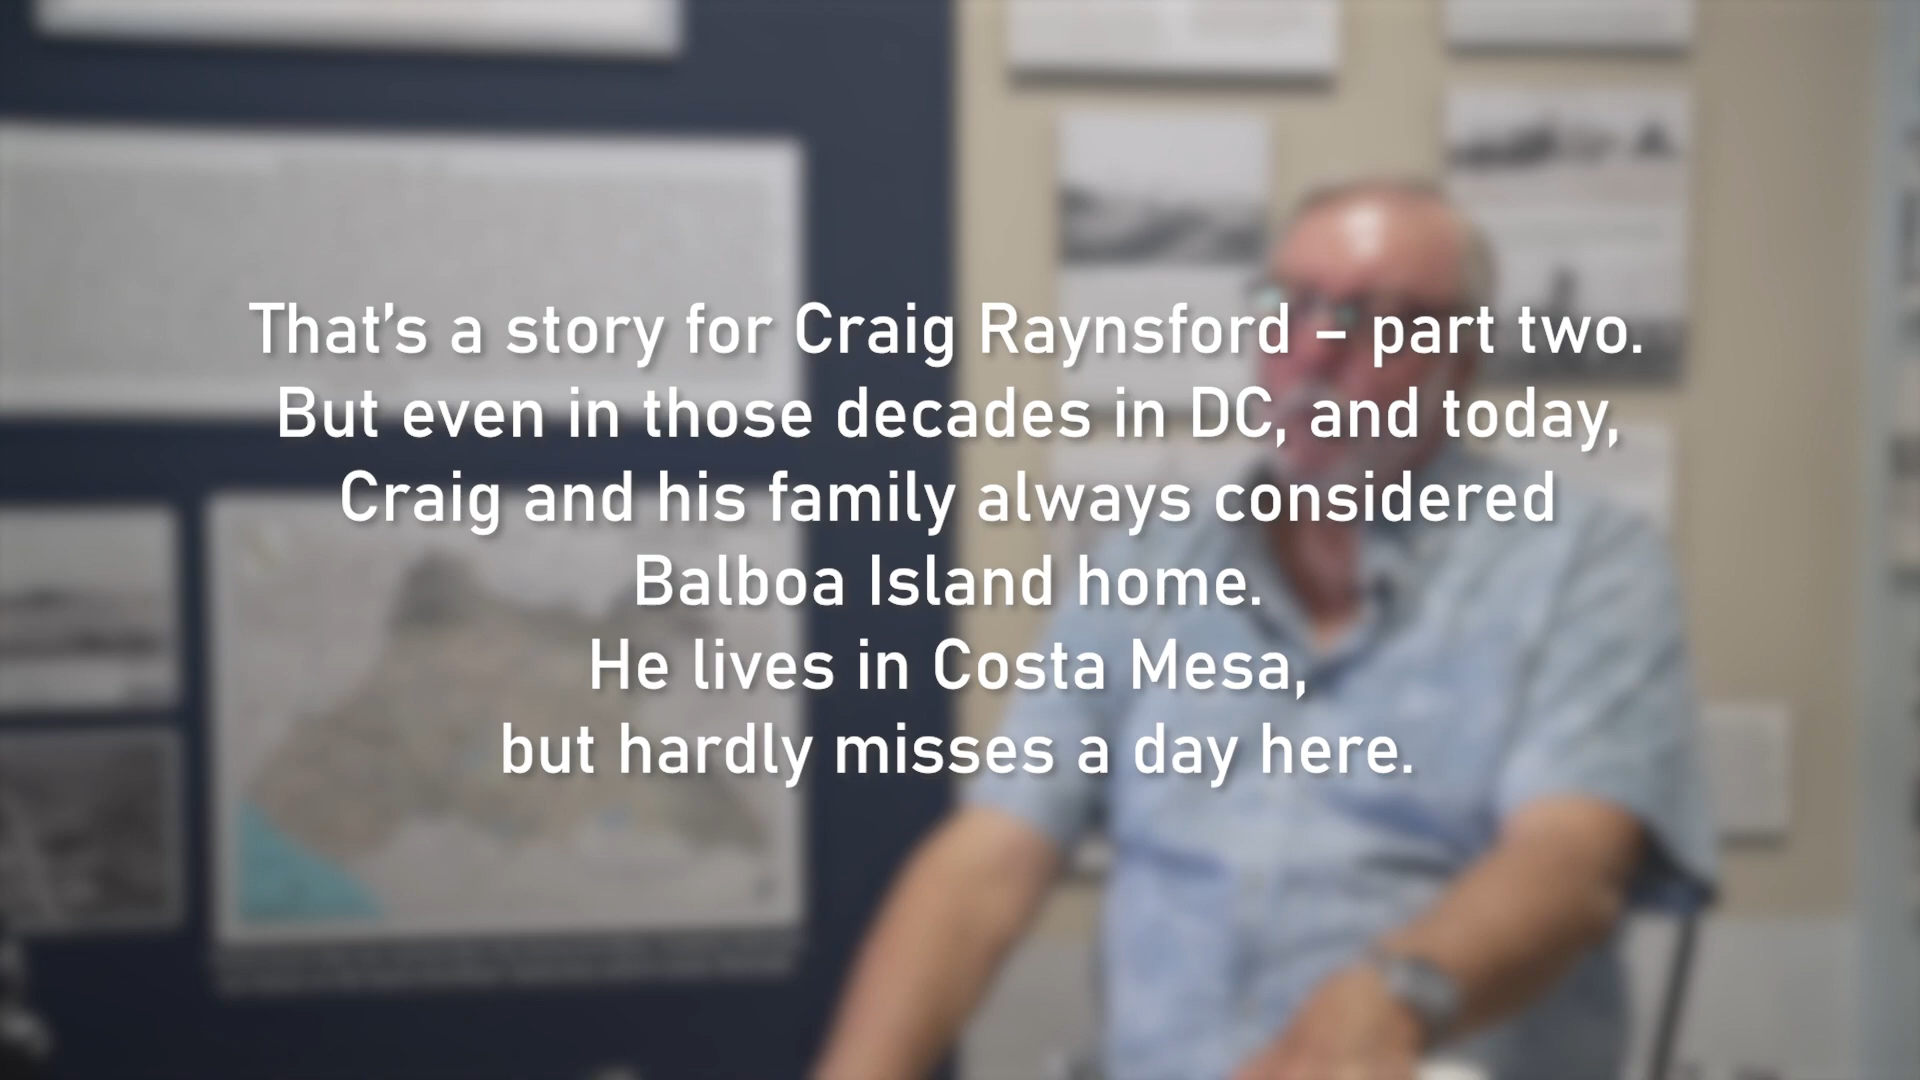 That’s a story for Craig Raynsford – part two.
But even in those decades in DC, and today,
Craig and his family always considered
Balboa Island home.
He lives in Costa Mesa,
but hardly misses a day here.